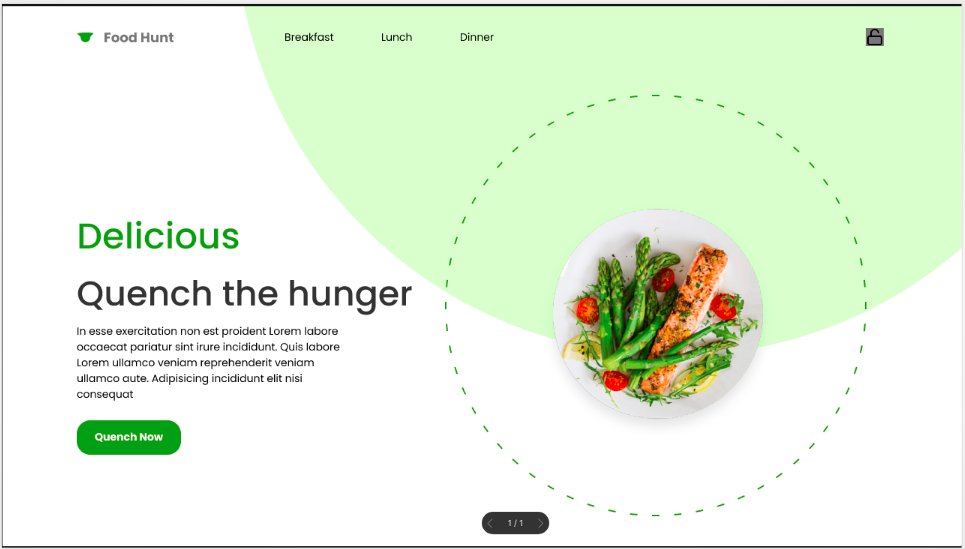 Food Hunt
Breakfast
Lunch
Dinner
Delicious
Quench the hunger
In esse exercitation non est proident Lorem labore
occaecat pariatur sint irure incididunt. Quis labore
Lorem ullamco veniam reprehenderit veniam
ullamco aute. Adipisicing incididunt elit nisi
consequat
Quench Now
1 / 1